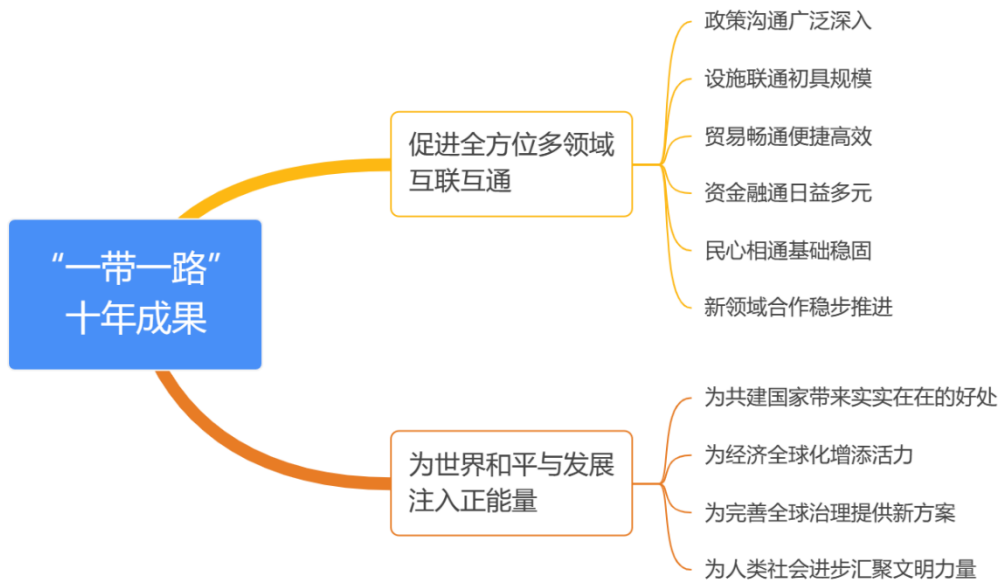 “一带一路”
十年成果
促进全方位多领域
互联互通
政策沟通广泛深入
设施联通初具规模
贸易畅通便捷高效
资金融通日益多元
民心相通基础稳固
新领域合作稳步推进
为世界和平与发展
注入正能量
为共建国家带来实实在在的好处
为经济全球化增添活力
为完善全球治理提供新方案
为人类社会进步汇聚文明力量